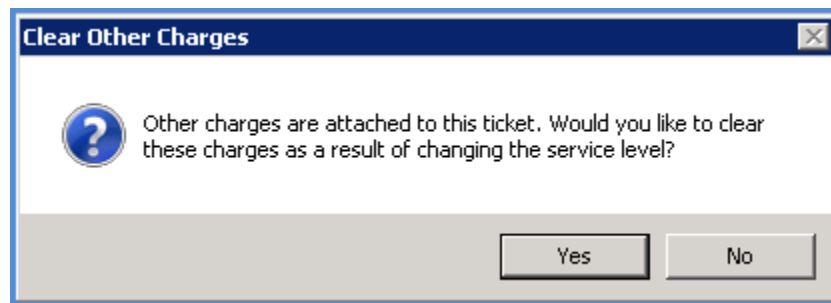 Clear Other Charges
Other charges are attached to this ticket. Would you like to clear
these charges as a result of changing the service level?
Yes No